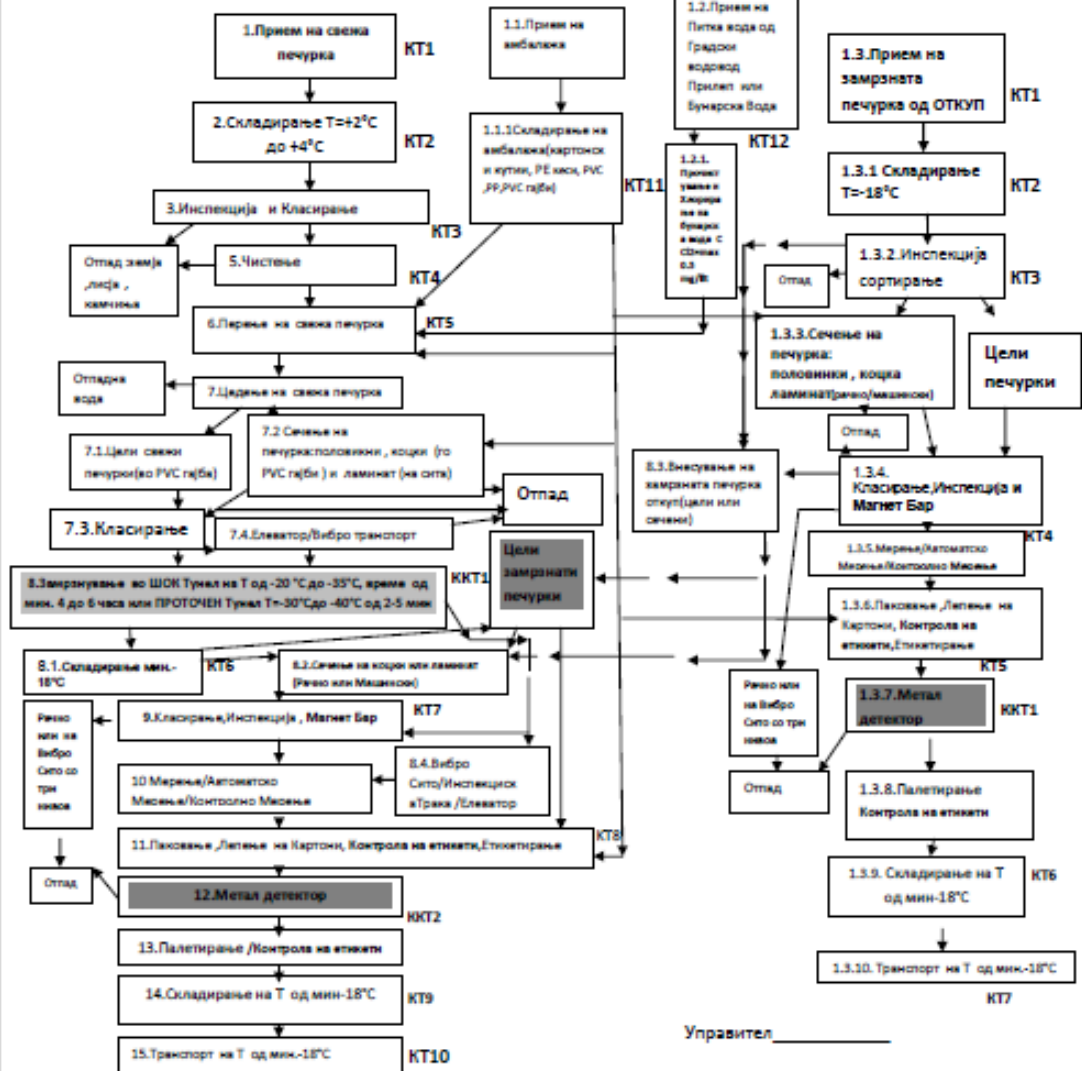 1.Прием на свежа
печурка
КТ1
1.1.Прием на
амбалажа
1.2.Прием на
Питка вода од
Градски
водовод
Прилеп или
Бунарска Вода
КТ12
1.3.Прием на
замрзната
печурка од ОТКУП
КТ1
2.Складирање Т=+2°C
до +4°C
КТ2
1.1.1Складирање на
амбалажа(картонск
и кутии, PE кеси, PVC
,PP,PVC гајби)
КТ11
1.2.1.
вода
mg/lit
1.3.1 Складирање
Т=-18°C
КТ2
3.Инспекција и Класирање
КТ3
1.3.2.Инспекција
сортирање
КТ3
Отпад
Отпад земја
,лисја ,
камчиња
5.Чистење
КТ4
6.Перење на свежа печурка
КТ5
1.3.3.Сечење на
печурка:
половинки , коцка
ламинат(рачно/машински)
Цели
печурки
Отпадна
вода
7.Цедење на свежа печурка
7.1.Цели свежи
печурки(во PVC гајба)
7.2 Сечење на
печурка:половикни , коцки (го
PVC гајби ) и ламинат (на сита)
Отпад
8.3.Внесување на
замрзната печурка
откуп(цели или
сечени)
Отпад
1.3.4.
Класирање,Инспекција и
Магнет Бар
КТ4
7.3.Класирање
7.4.Елеватор/Вибро транспорт
Цели
замрзнати
печурки
1.3.5.Мерење/Автоматско
Мерење/Контролно Мерење
8.Замрзнување во ШОК Тунел на Т од -20 °C до -35°C, време од
мин. 4 до 6 часа или ПРОТОЧЕН Тунел Т=-30°Cдо -40°C од 2-5 мин
ККТ1
1.3.6.Паковање ,Лепење на
Картони, Контрола на
етикети,Етикетирање
КТ5
8.1.Складирање мин.-
18°C
КТ6
8.2.Сечење на коцки или ламинат
(Рачно или Машински)
Рачно или
на Вибро
Сито со три
нивоа
1.3.7.Метал
детектор
ККТ1
Рачно
или на
Вибро
Сито со
три
нивоа
9.Класирање,Инспекција , Магнет Бар
КТ7
10 Мерење/Автоматско
Мерење/Контролно Мерење
8.4.Вибро
Сито/Инспекциск
аТрака /Елеватор
Отпад
1.3.8.Палетирање
Контрола на етикети
11.Паковање ,Лепење на Картони, Контрола на етикети,Етикетирање
КТ8
Отпад
12.Метал детектор
ККТ2
1.3.9. Складирање на Т
од мин-18°C
КТ6
13.Палетирање /Контрола на етикети
1.3.10. Транспорт на Т од мин.-18°C
КТ7
14.Складирање на Т од мин-18°C
КТ9
Управител___________
15.Транспорт на Т од мин.-18°C
КТ10